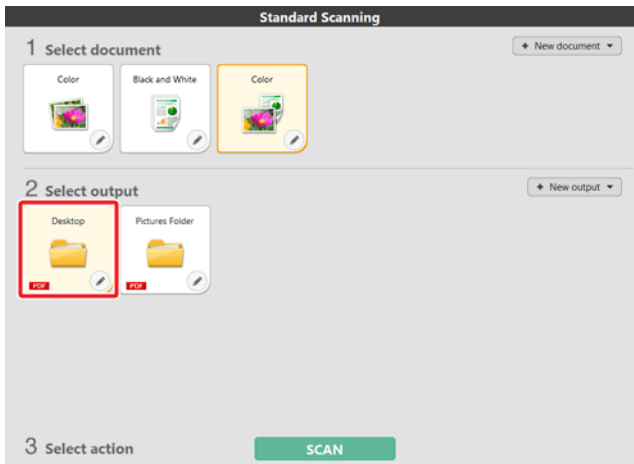 Standard Scanning
1 Select document
+ New document
Color
Black and White
Color
2 Select output
+ New output
Desktop
Pictures Folder
PDF
PDF
3 Select action
SCAN